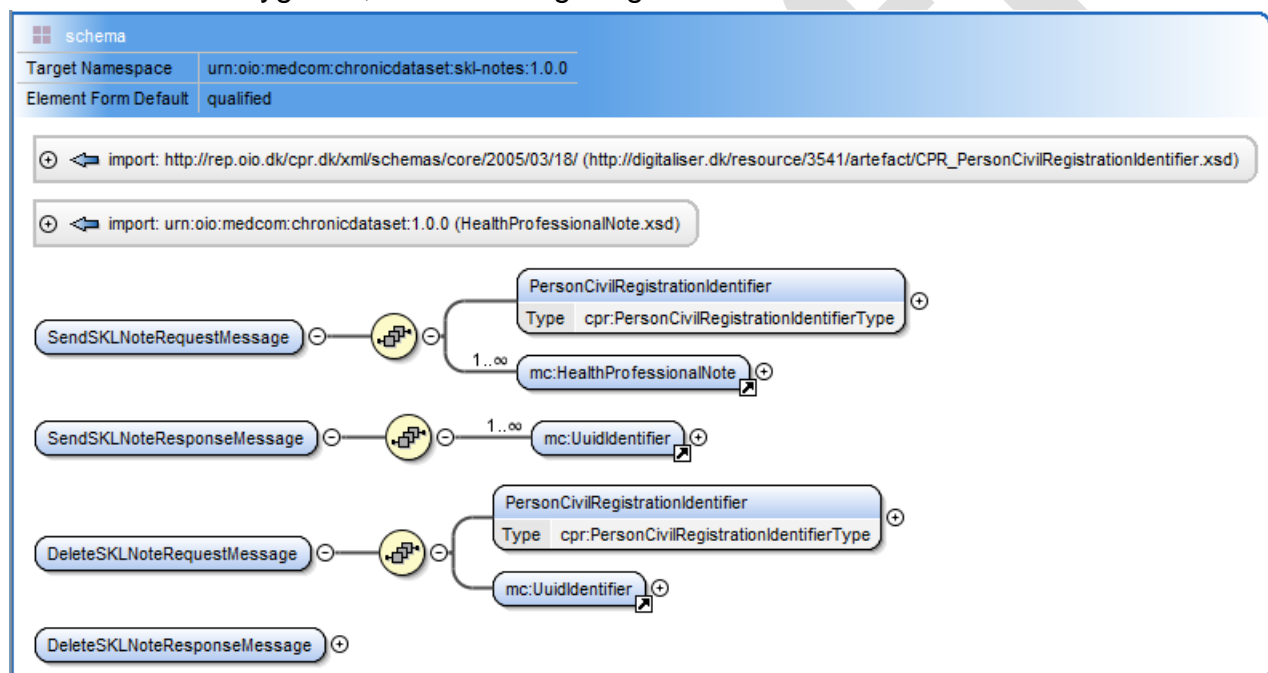 schema
Target Namespace urn:oio:medcom:chronicdataset:skl-notes:1.0.0
Element Form Default qualified
import: http://rep.oio.dk/cpr.dk/xml/schemas/core/2005/03/18/ (http://digitaliser.dk/resource/3541/artefact/CPR_PersonCivilRegistrationIdentifier.xsd)
import: urn:oio:medcom:chronicdataset:1.0.0 (HealthProfessionalNote.xsd)
PersonCivilRegistrationIdentifier
Type cpr:PersonCivilRegistrationIdentifierType
SendSKLNoteRequestMessage
1..∞
mc:HealthProfessionalNote
SendSKLNoteResponseMessage
1..∞
mc:UuidIdentifier
PersonCivilRegistrationIdentifier
Type cpr:PersonCivilRegistrationIdentifierType
DeleteSKLNoteRequestMessage
mc:UuidIdentifier
DeleteSKLNoteResponseMessage